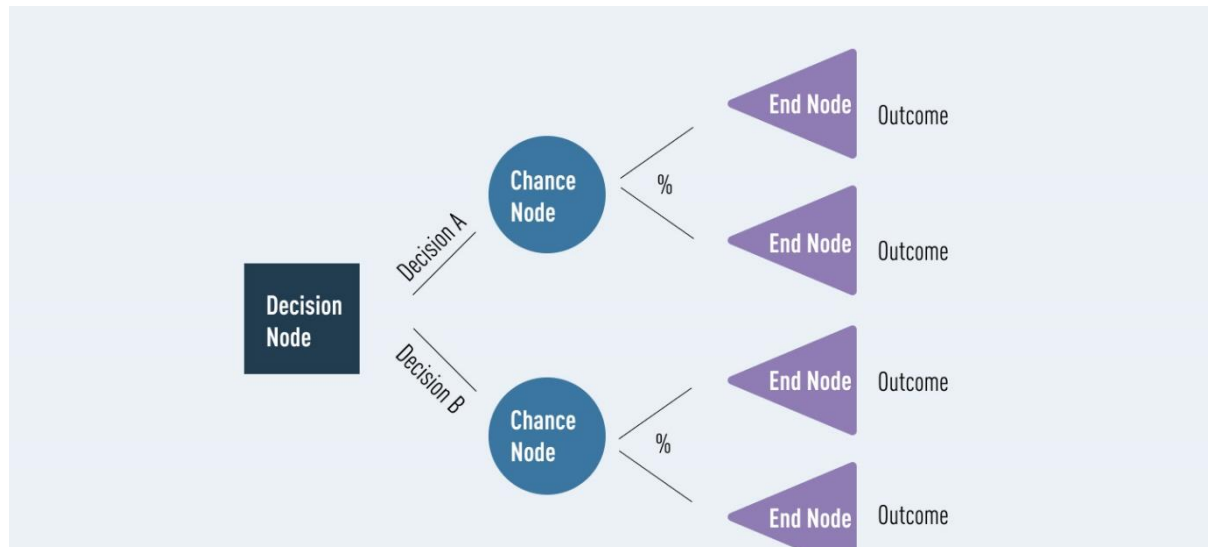 End Node
Outcome
Chance
Node
%
Decision A
End Node
Outcome
Decision
Node
Decision B
End Node
Outcome
Chance
Node
%
End Node
Outcome